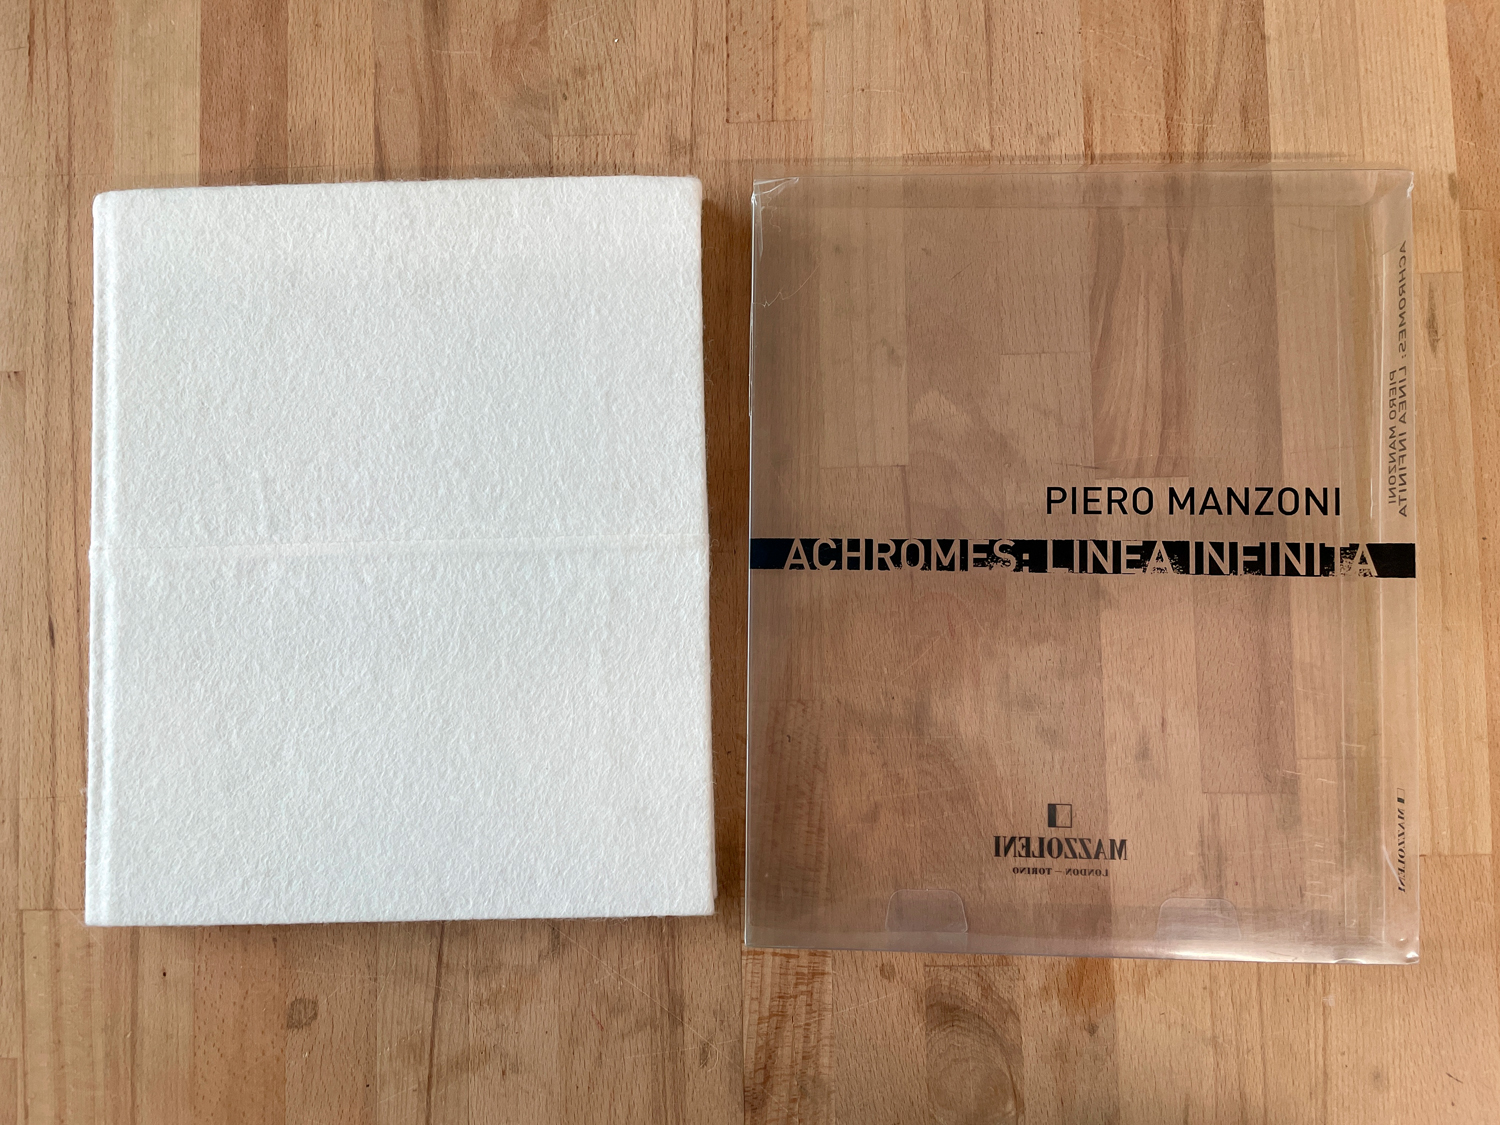 PIERO MANZONI
ACHROMES: LINEA INFINITA
MAZZOLENI
LONDON – TORINO
ACHROMES: LINEA INFINITA
PIERO MANZONI
MAZZOLENI